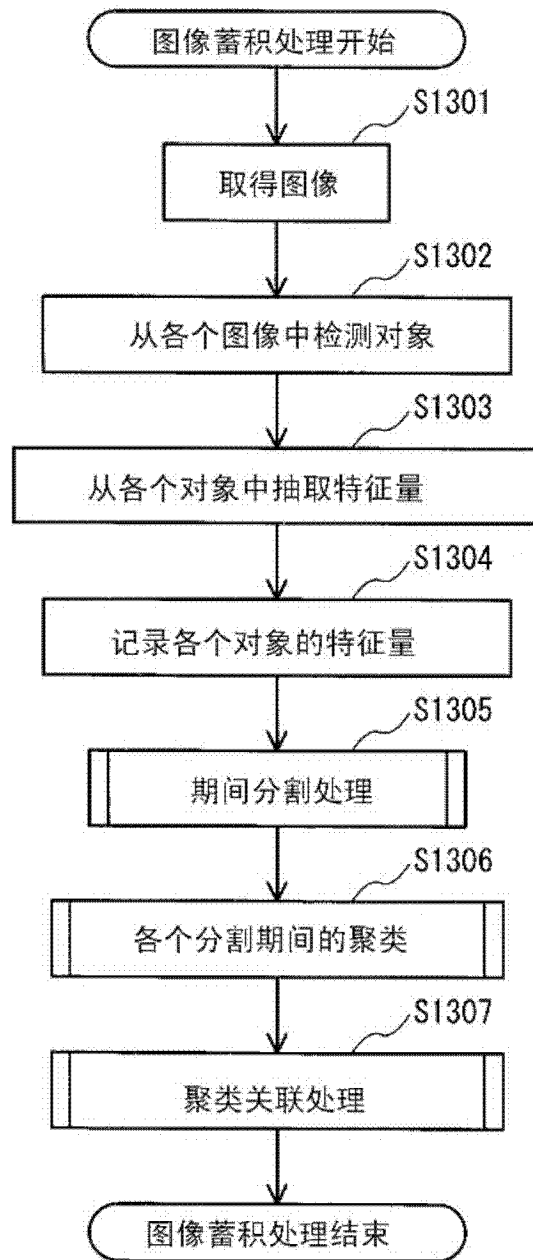 图像蓄积处理开始
S1301
取得图像
S1302
从各个图像中检测对象
S1303
从各个对象中抽取特征量
S1304
记录各个对象的特征量
S1305
期间分割处理
S1306
各个分割期间的聚类
S1307
聚类关联处理
图像蓄积处理结束